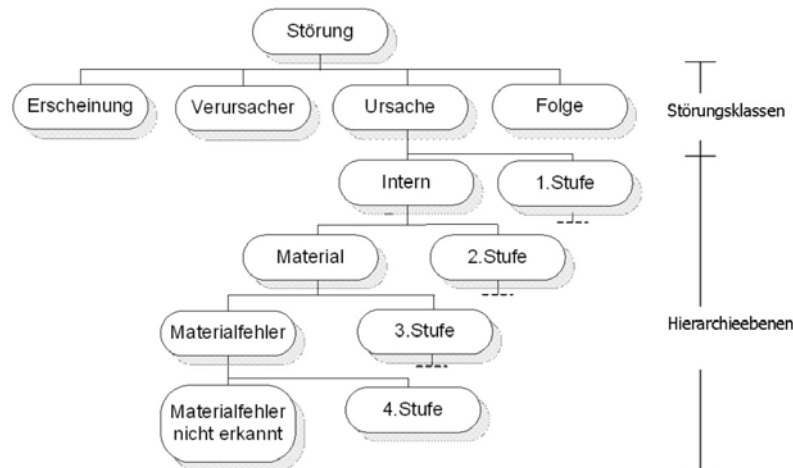 Störung
Erscheinung
Verursacher
Ursache
Folge
Störungsklassen
Intern
1.Stufe
Material
2.Stufe
Materialfehler
3.Stufe
Hierarchieebenen
Materialfehler
nicht erkannt
4.Stufe